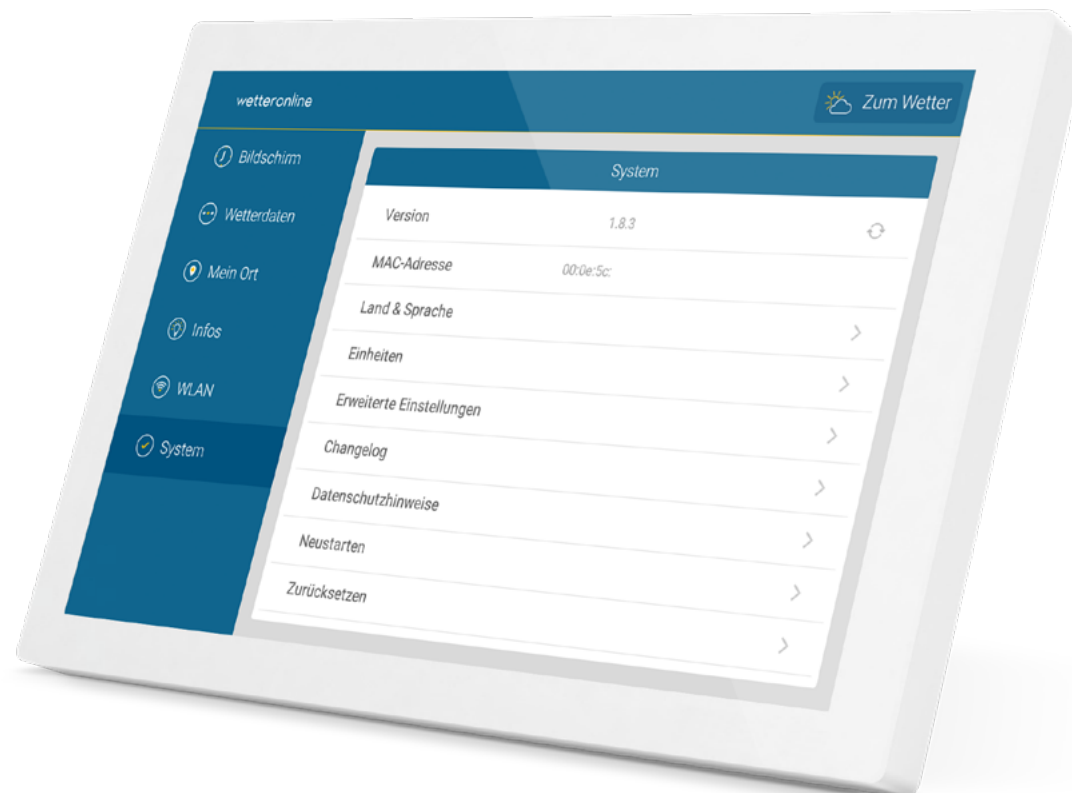 wetteronline
Zum Wetter
Bildschirm
Wetterdaten
Mein Ort
Infos
WLAN
System
System
Version 1.8.3
MAC-Adresse 00:0e:5c:
Land & Sprache
Einheiten
Erweiterte Einstellungen
Changelog
Datenschutzhinweise
Neustarten
Zurücksetzen